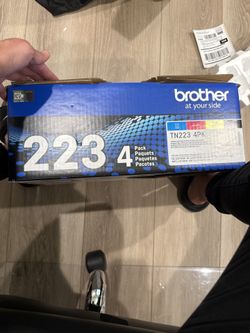 brother
at your side
223
4
Pack
Paquets
Paquetes
Pacotes
TN223 4PK